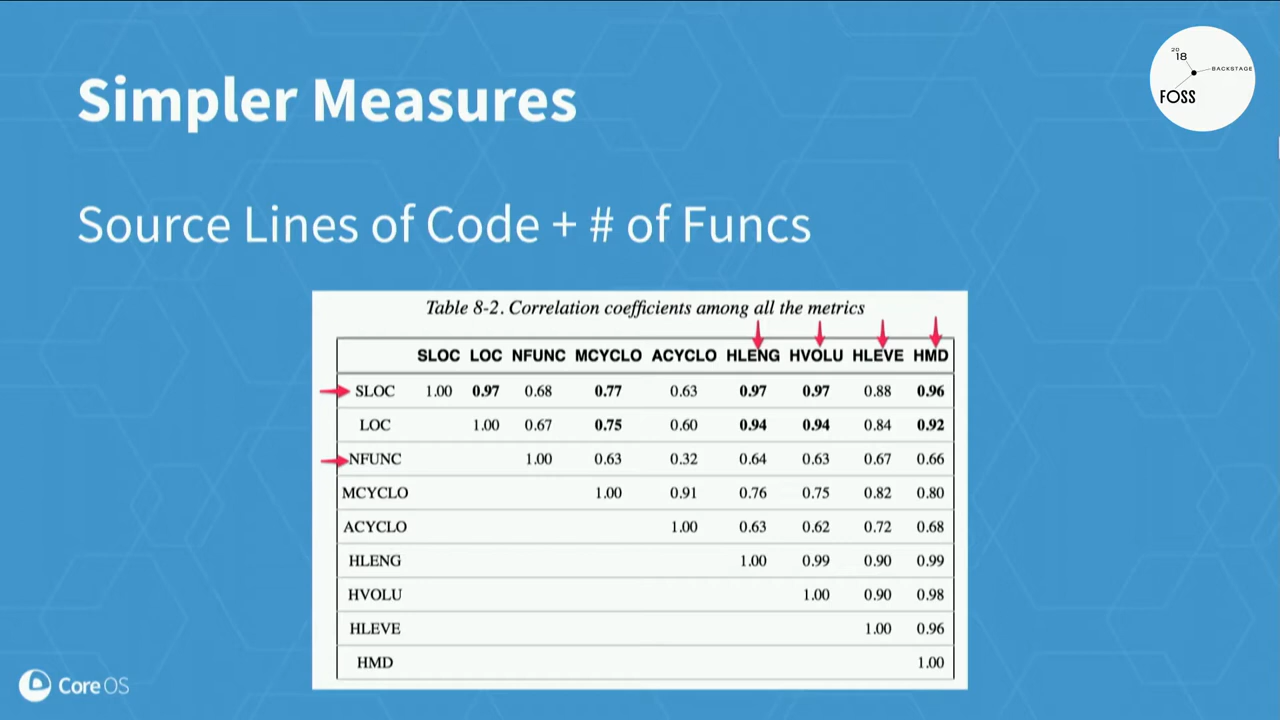 Simpler Measures
20
18
BACKSTAGE
FOSS
Source Lines of Code + # of Funcs
Table 8-2. Correlation coefficients among all the metrics
SLOC LOC NFUNC MCYCLO ACYCLO HLENG HVOLU HLEVE HMD
SLOC 1.00 0.97 0.68 0.77 0.63 0.97 0.97 0.88 0.96
LOC 1.00 0.67 0.75 0.60 0.94 0.94 0.84 0.92
NFUNC 1.00 0.63 0.32 0.64 0.63 0.67 0.66
MCYCLO 1.00 0.91 0.76 0.75 0.82 0.80
ACYCLO 1.00 0.63 0.62 0.72 0.68
HLENG 1.00 0.99 0.90 0.99
HVOLU 1.00 0.90 0.98
HLEVE 1.00 0.96
HMD 1.00
CoreOS